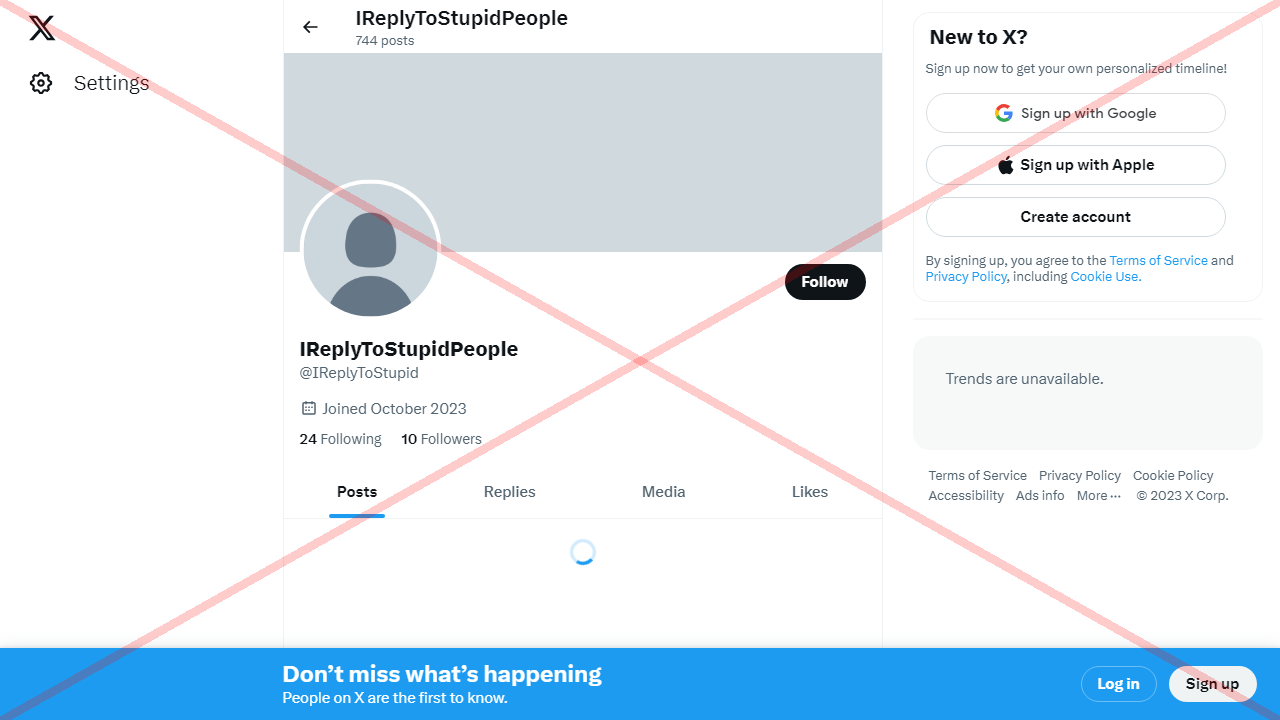 Settings
IReplyToStupidPeople
744 posts
Follow
IReplyToStupidPeople
@IReplyToStupid
Joined October 2023
24 Following 10 Followers
Posts Replies Media Likes
New to X?
Sign up now to get your own personalized timeline!
Sign up with Google
Sign up with Apple
Create account
By signing up, you agree to the Terms of Service and
Privacy Policy, including Cookie Use.
Trends are unavailable.
Terms of Service Privacy Policy Cookie Policy
Accessibility Ads info More ··· © 2023 X Corp.
Don’t miss what’s happening
People on X are the first to know.
Log in Sign up